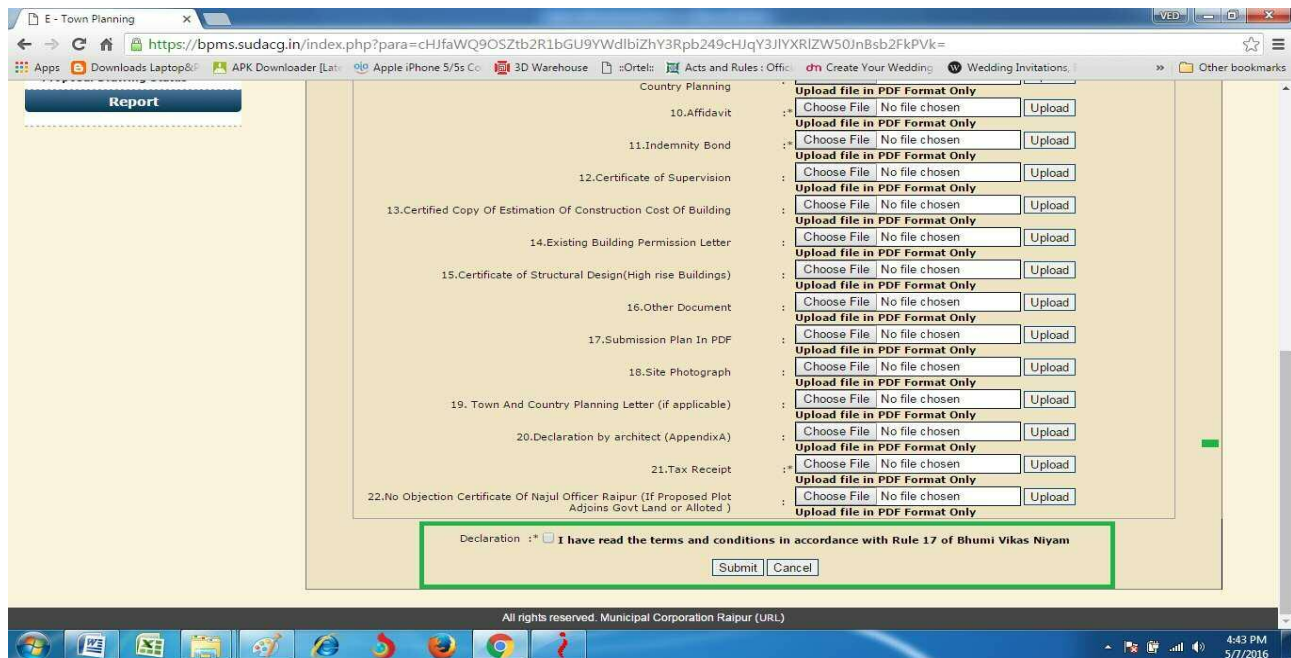 E - Town Planning
VED
https://bpms.sudacg.in/index.php?para=cHJfaWQ9OSZtb2R1bGU9YWdlbiZhY3Rpb249cHJqY3JlYXRlZW50JnBsb2FkPVk=
Apps Downloads Laptop& APK Downloader [Late Apple iPhone 5/5s Co 3D Warehouse ::Ortel:: Acts and Rules : Offic Create Your Wedding Wedding Invitations, » Other bookmarks
Report
Country Planning :
Upload file in PDF Format Only
10.Affidavit :* Choose File No file chosen Upload
Upload file in PDF Format Only
11.Indemnity Bond :* Choose File No file chosen Upload
Upload file in PDF Format Only
12.Certificate of Supervision : Choose File No file chosen Upload
Upload file in PDF Format Only
13.Certified Copy Of Estimation Of Construction Cost Of Building : Choose File No file chosen Upload
Upload file in PDF Format Only
14.Existing Building Permission Letter : Choose File No file chosen Upload
Upload file in PDF Format Only
15.Certificate of Structural Design(High rise Buildings) : Choose File No file chosen Upload
Upload file in PDF Format Only
16.Other Document : Choose File No file chosen Upload
Upload file in PDF Format Only
17.Submission Plan In PDF : Choose File No file chosen Upload
Upload file in PDF Format Only
18.Site Photograph : Choose File No file chosen Upload
Upload file in PDF Format Only
19. Town And Country Planning Letter (if applicable) : Choose File No file chosen Upload
Upload file in PDF Format Only
20.Declaration by architect (AppendixA) : Choose File No file chosen Upload
Upload file in PDF Format Only
21.Tax Receipt :* Choose File No file chosen Upload
Upload file in PDF Format Only
22.No Objection Certificate Of Najul Officer Raipur (If Proposed Plot
Adjoins Govt Land or Alloted ) : Choose File No file chosen Upload
Upload file in PDF Format Only
Declaration :* I have read the terms and conditions in accordance with Rule 17 of Bhumi Vikas Niyam
Submit Cancel
All rights reserved. Municipal Corporation Raipur (URL)
4:43 PM
5/7/2016